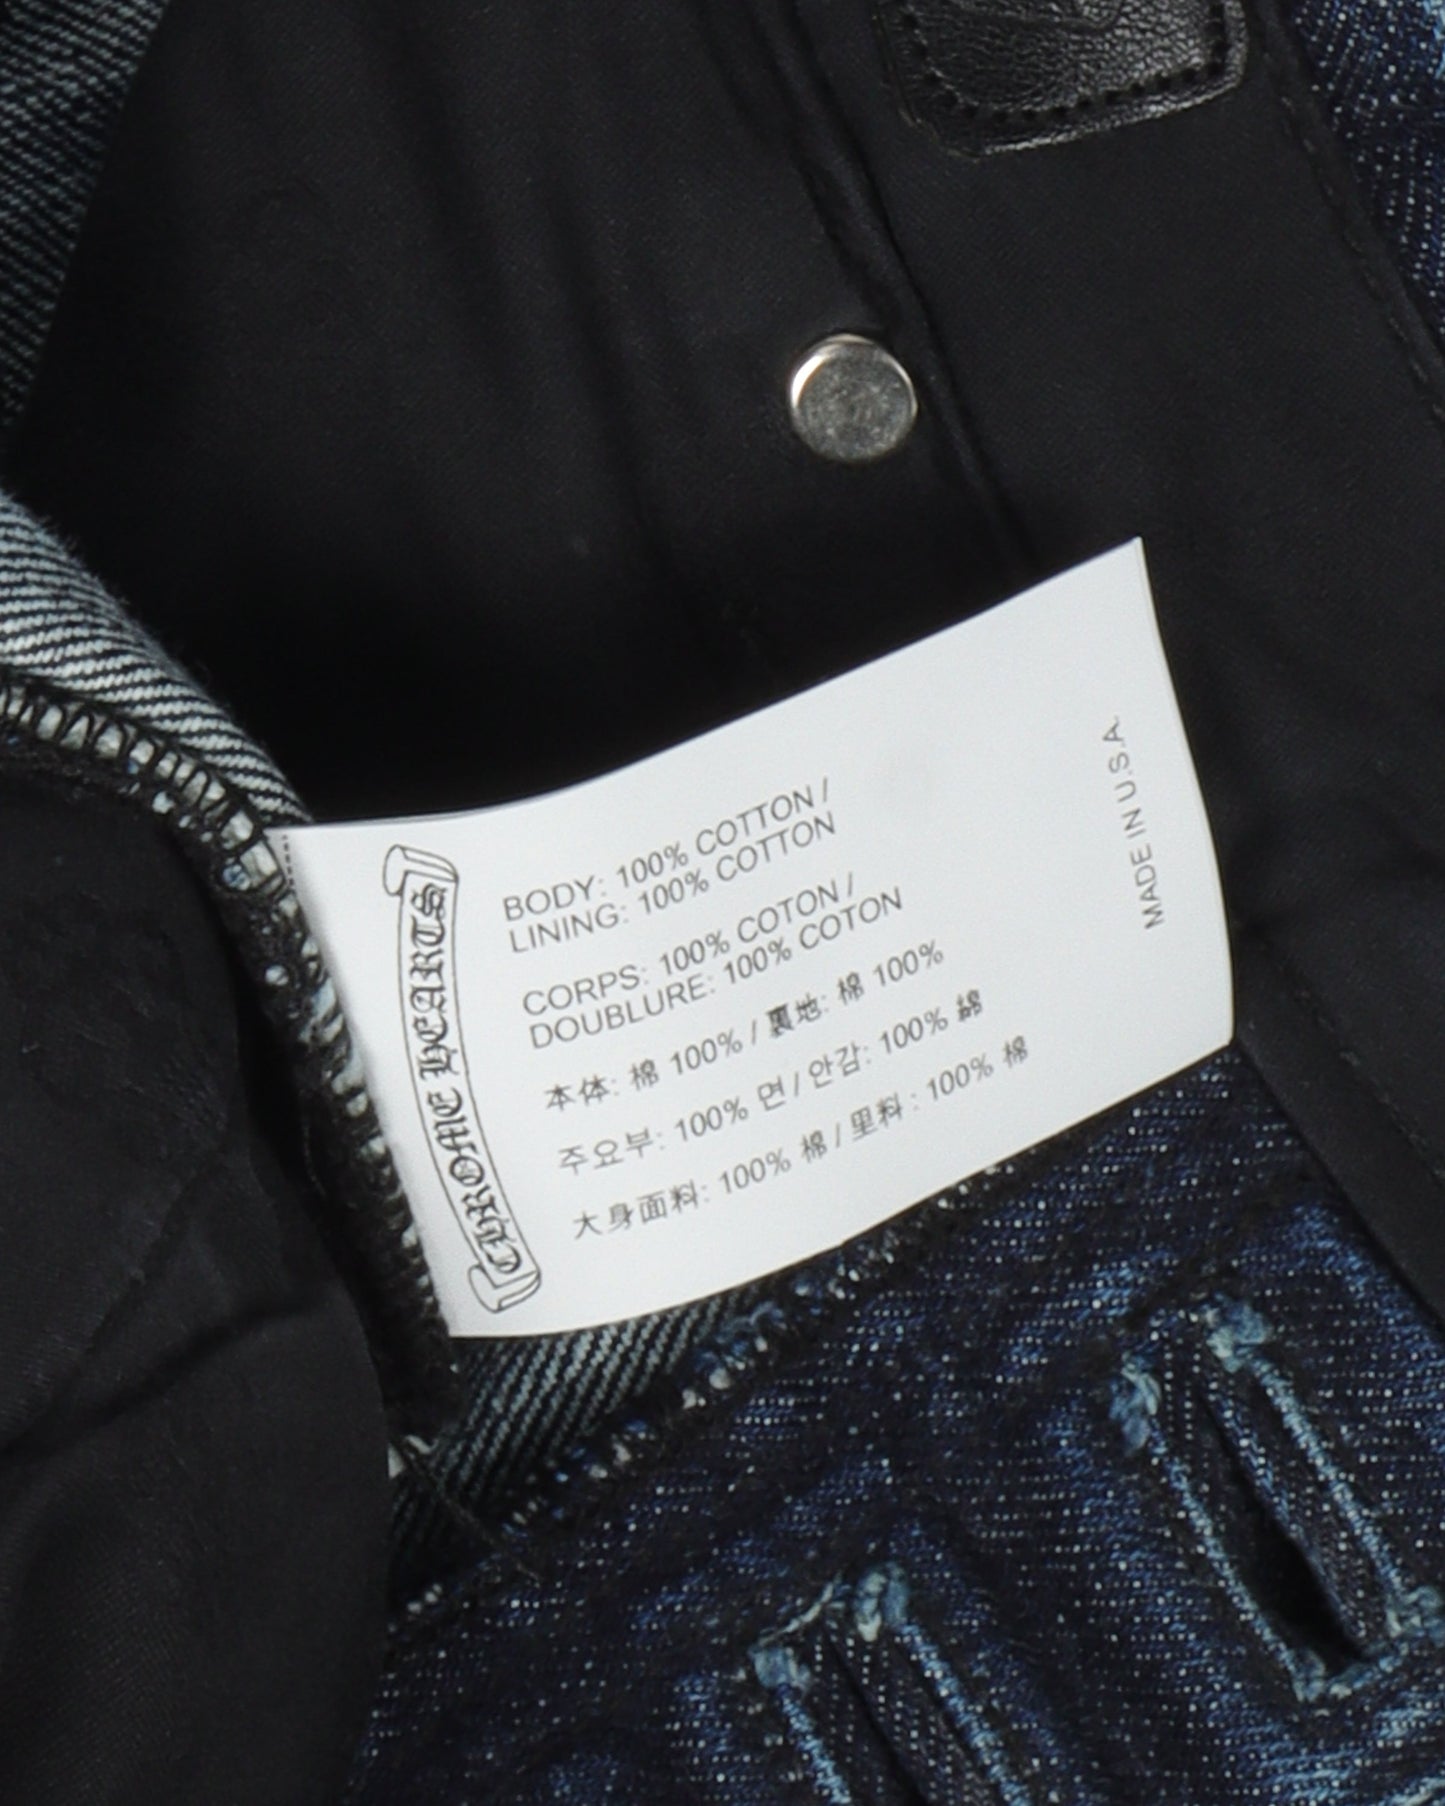 CHROME HEARTS
BODY: 100% COTTON /
LINING: 100% COTTON
CORPS: 100% COTON /
DOUBLURE: 100% COTON
本体: 棉 100% / 裏地: 棉 100%
주요부: 100% 면 / 안감: 100% 綿
大身面料: 100% 棉 / 里料: 100% 棉
MADE IN U.S.A.